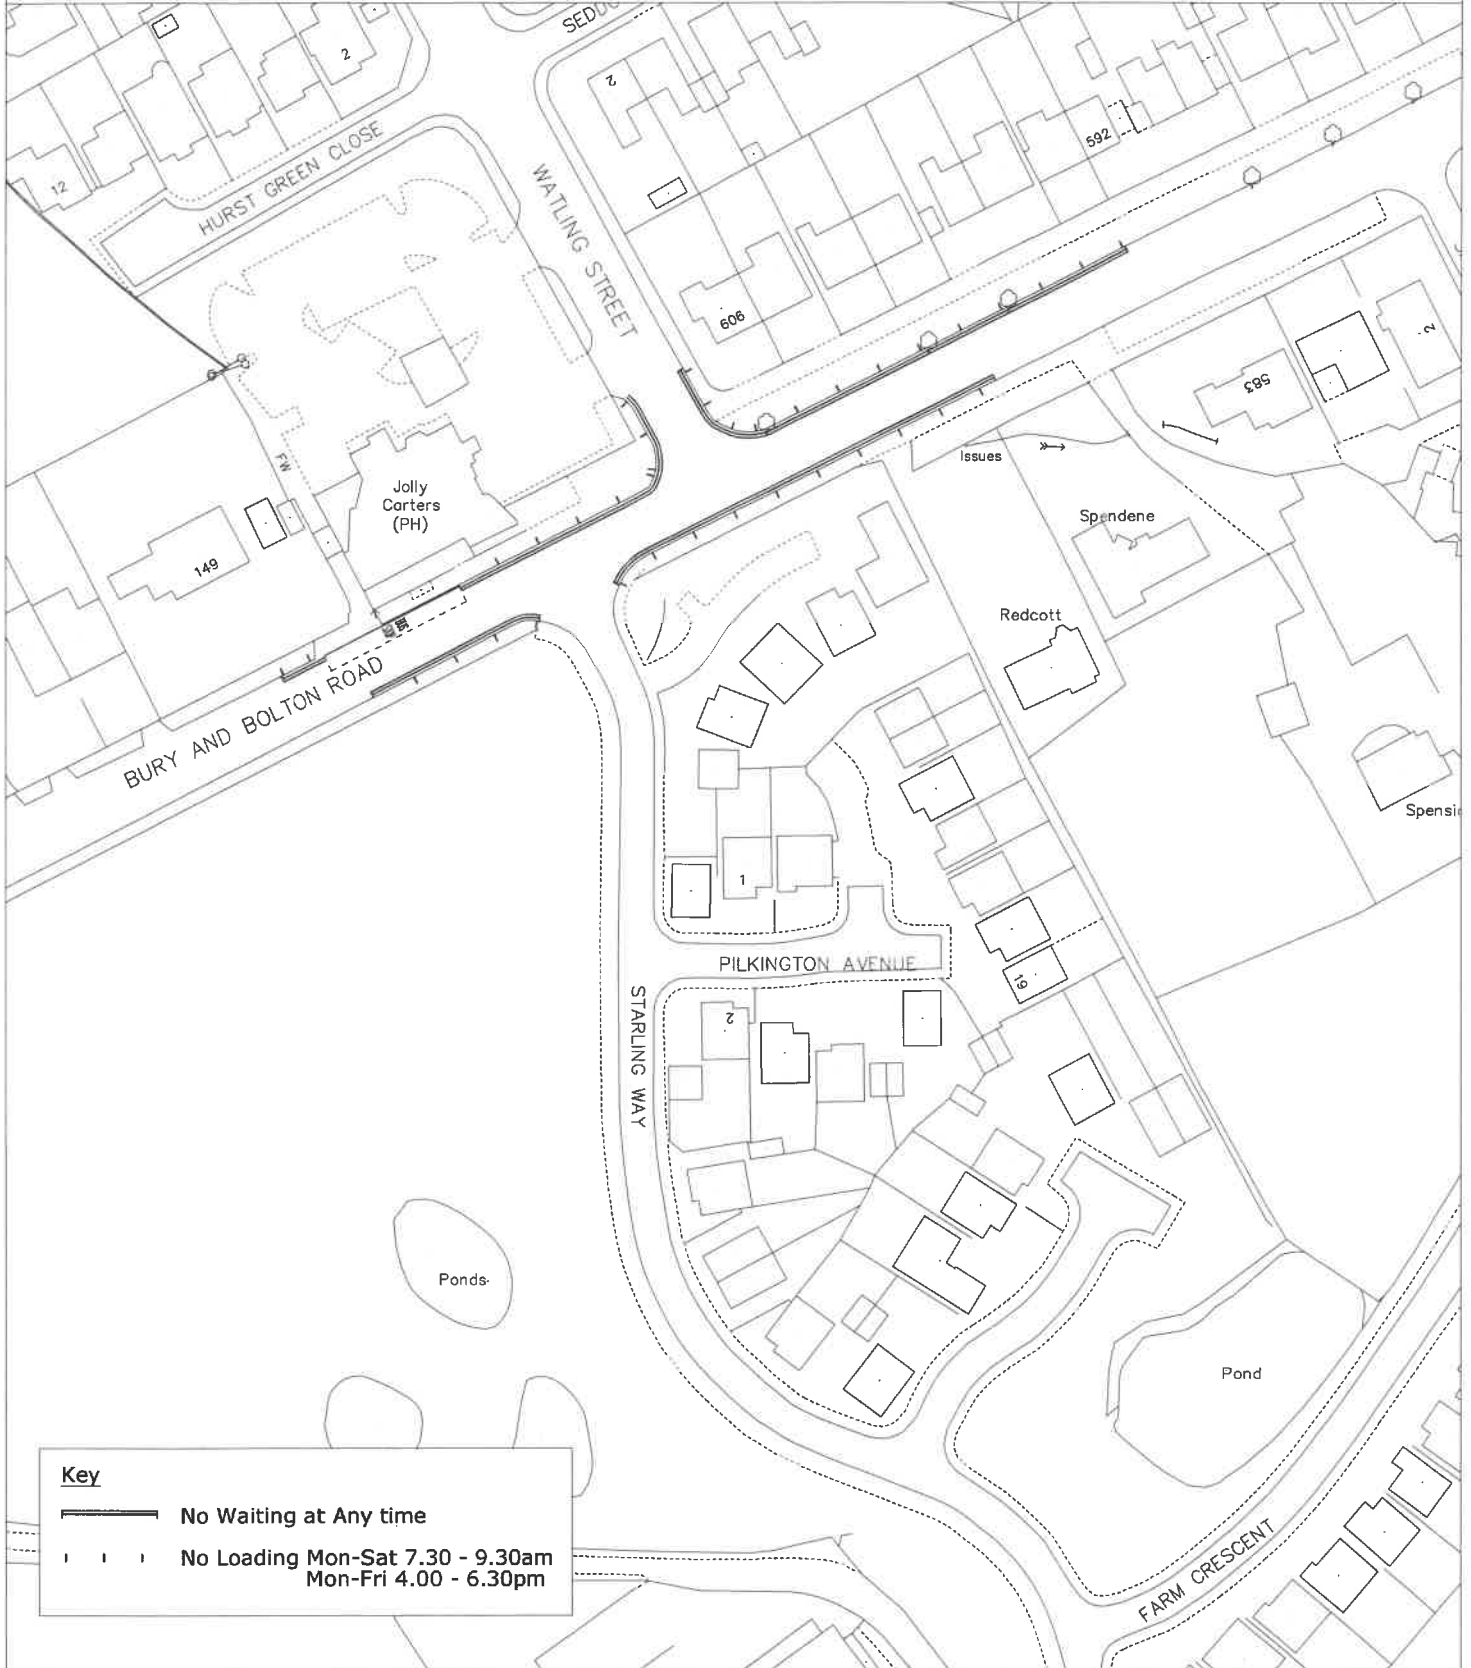 2
2
592
12
HURST GREEN CLOSE
WATLING STREET
606
2
583
Issues
FW
Jolly
Carters
(PH)
Spendene
149
Redcott
BURY AND BOLTON ROAD
1
PILKINGTON AVENUE
19
2
STARLING WAY
Ponds
Pond
Key
No Waiting at Any time
No Loading Mon-Sat 7.30 - 9.30am
Mon-Fri 4.00 - 6.30pm
FARM CRESCENT